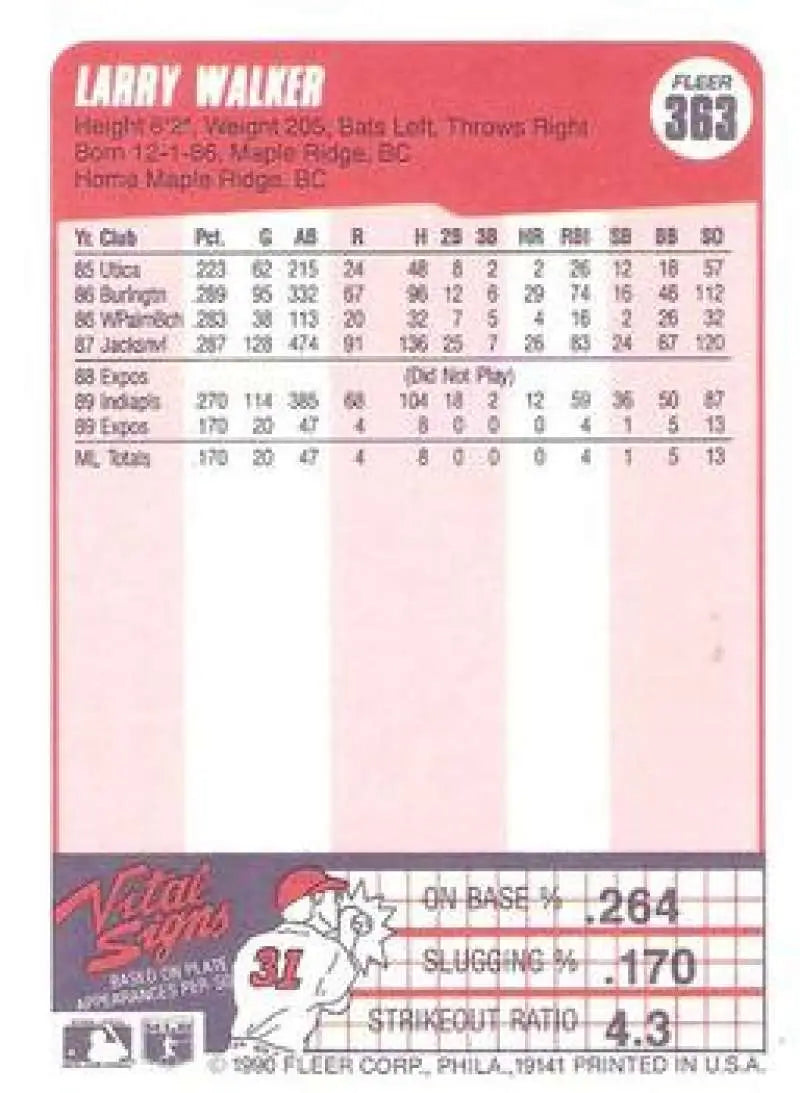 LARRY WALKER
FLEER
363
Height 6'2", Weight 205, Bats Left, Throws Right
Born 12-1-66, Maple Ridge, BC
Home Maple Ridge, BC
Yr. Club Pct. G AB R H 2B 3B HR RBI SB BB SO
85 Utica .223 62 215 24 48 8 2 2 26 12 18 57
86 Burlngtn .289 95 332 67 96 12 6 29 74 16 46 112
86 WPalmBch .283 38 113 20 32 7 5 4 16 2 26 32
87 Jacksnvl .287 128 474 91 136 25 7 26 83 24 67 120
88 Expos (Did Not Play)
89 Indiapls .270 114 385 68 104 18 2 12 59 36 50 87
89 Expos .170 20 47 4 8 0 0 0 4 1 5 13
ML Totals .170 20 47 4 8 0 0 0 4 1 5 13
Vital
Signs
BASED ON PLATE
APPEARANCES PER
31
ON BASE % .264
SLUGGING % .170
STRIKEOUT RATIO 4.3
© 1990 FLEER CORP., PHILA., 19141 PRINTED IN U.S.A.